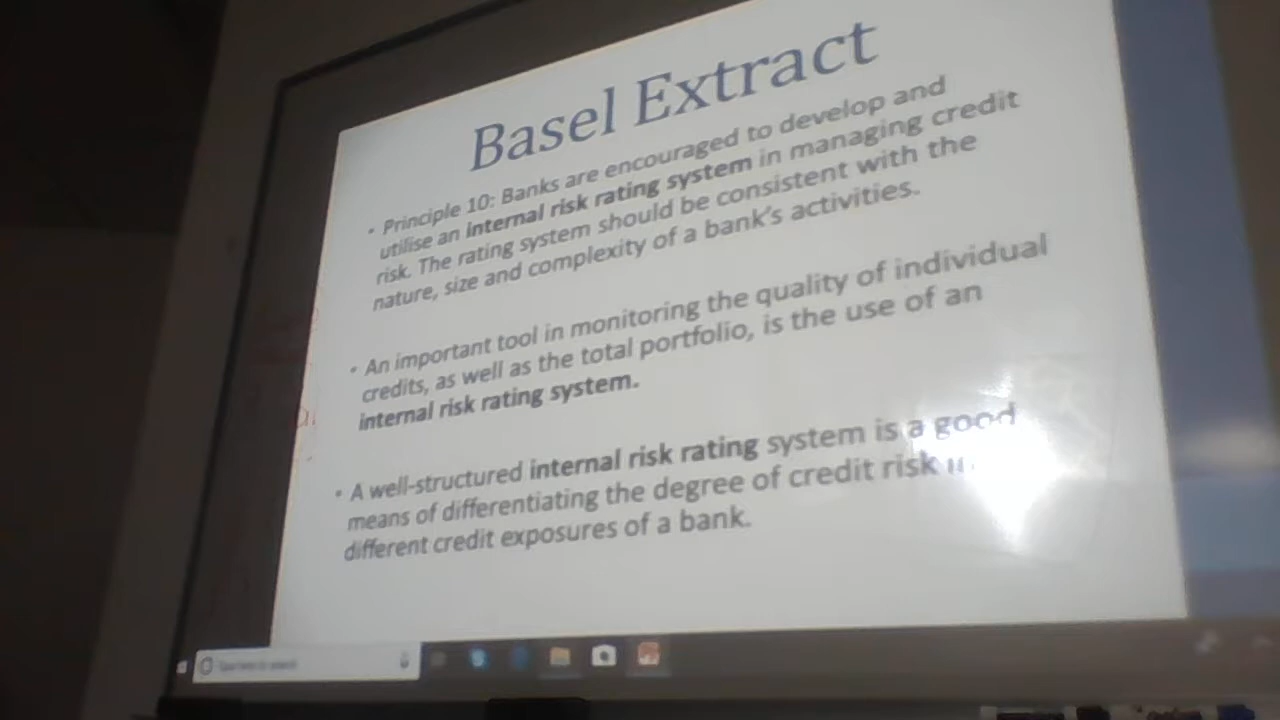 Basel Extract
• Principle 10: Banks are encouraged to develop and
utilise an internal risk rating system in managing credit
risk. The rating system should be consistent with the
nature, size and complexity of a bank's activities.
• An important tool in monitoring the quality of individual
credits, as well as the total portfolio, is the use of an
internal risk rating system.
• A well-structured internal risk rating system is a good
means of differentiating the degree of credit risk
different credit exposures of a bank.
Type here to search